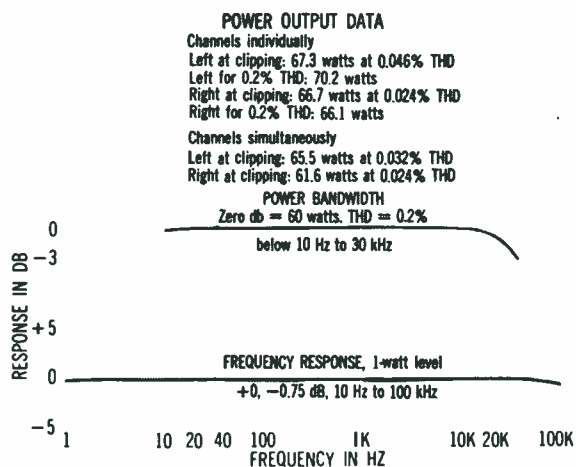 POWER OUTPUT DATA
Channels individually
Left at clipping: 67.3 watts at 0.046% THD
Left for 0.2% THD: 70.2 watts
Right at clipping: 66.7 watts at 0.024% THD
Right for 0.2% THD: 66.1 watts
Channels simultaneously
Left at clipping: 65.5 watts at 0.032% THD
Right at clipping: 61.6 watts at 0.024% THD
POWER BANDWIDTH
Zero db = 60 watts. THD = 0.2%
0
below 10 Hz to 30 kHz
-3
RESPONSE IN DB
+5
FREQUENCY RESPONSE, 1-watt level
0
+0, -0.75 dB, 10 Hz to 100 kHz
-5
1 10 20 40 100 1K 10K 20K 100K
FREQUENCY IN HZ